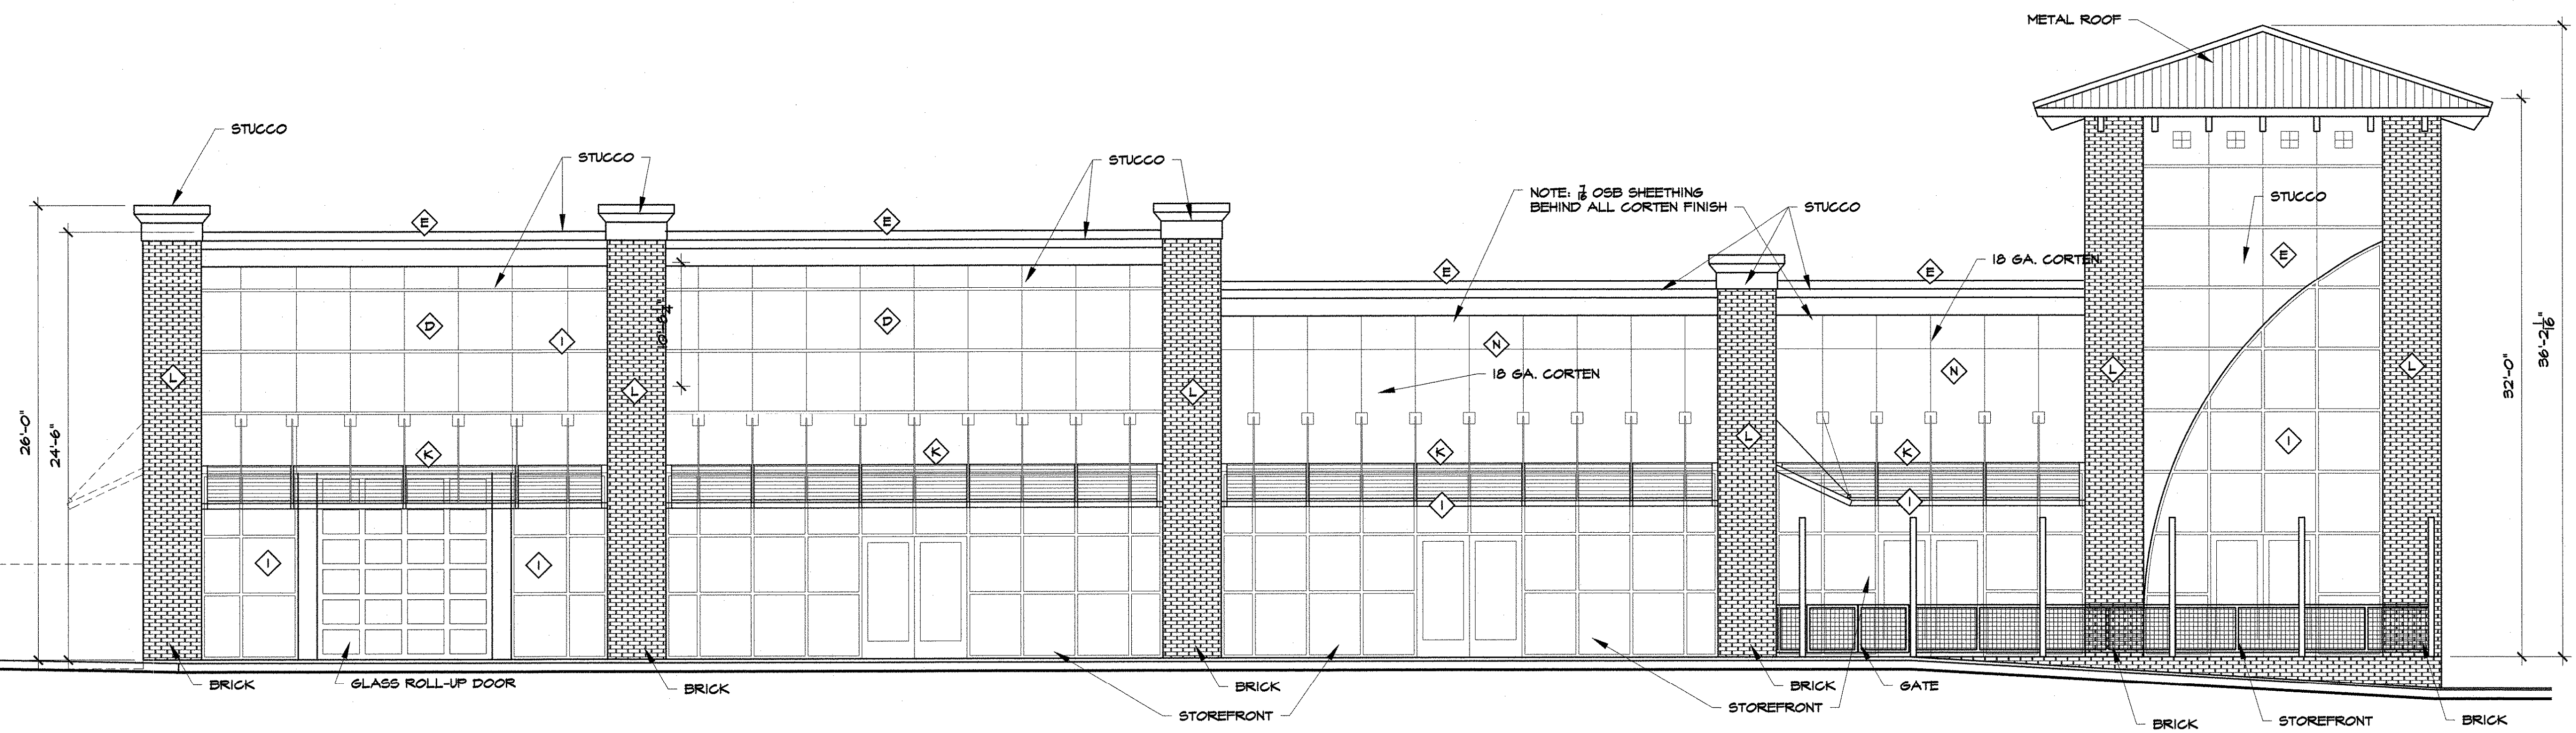 METAL ROOF
STUCCO
STUCCO
STUCCO
NOTE: 7/16 OSB SHEETHING
BEHIND ALL CORTEN FINISH
STUCCO
STUCCO
E
E
E
E
E
18 GA. CORTEN
D
I
D
N
18 GA. CORTEN
N
10'-8 1/4"
L
L
L
L
L
L
26'-0"
24'-6"
32'-0"
36'-2 1/16"
K
K
K
K
I
I
I
I
I
BRICK
GLASS ROLL-UP DOOR
BRICK
BRICK
STOREFRONT
BRICK
GATE
STOREFRONT
BRICK
STOREFRONT
BRICK